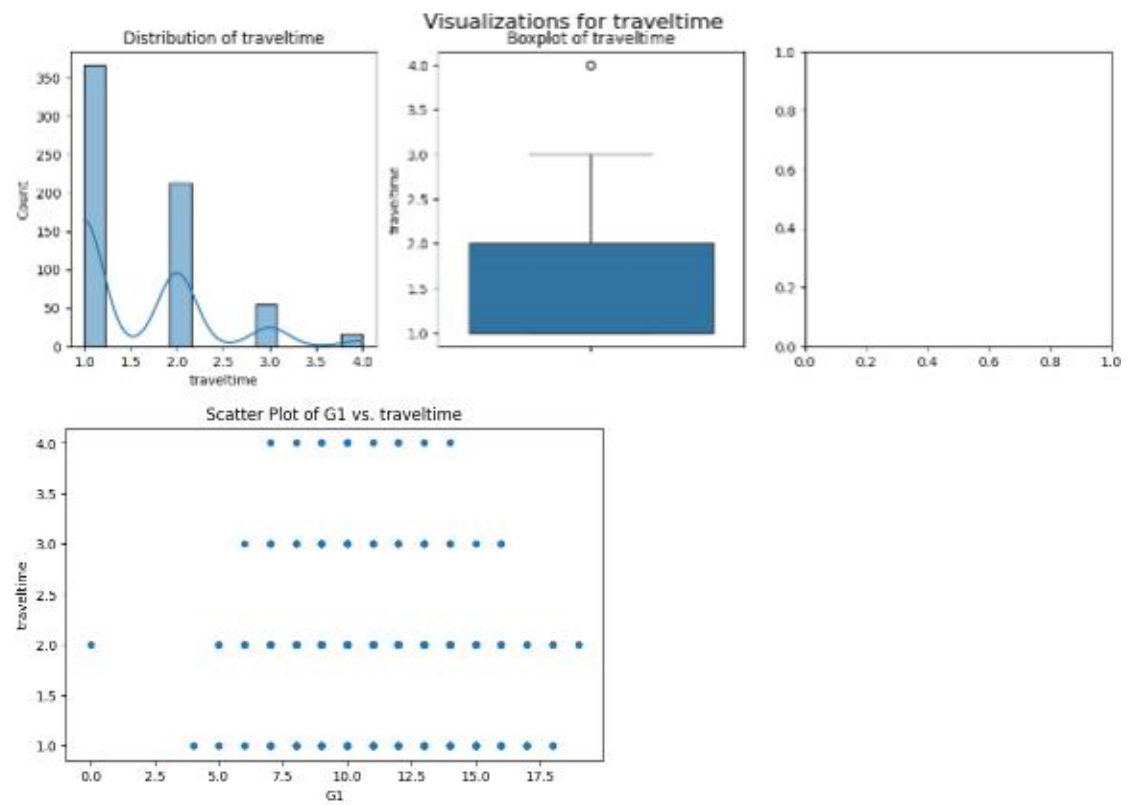 Visualizations for traveltime
Distribution of traveltime
Boxplot of traveltime
Count
350
300
250
200
150
100
50
0
1.0 1.5 2.0 2.5 3.0 3.5 4.0
traveltime
traveltime
4.0
3.5
3.0
2.5
2.0
1.5
1.0
1.0
0.8
0.6
0.4
0.2
0.0
0.0 0.2 0.4 0.6 0.8 1.0
Scatter Plot of G1 vs. traveltime
traveltime
4.0
3.5
3.0
2.5
2.0
1.5
1.0
0.0 2.5 5.0 7.5 10.0 12.5 15.0 17.5
G1